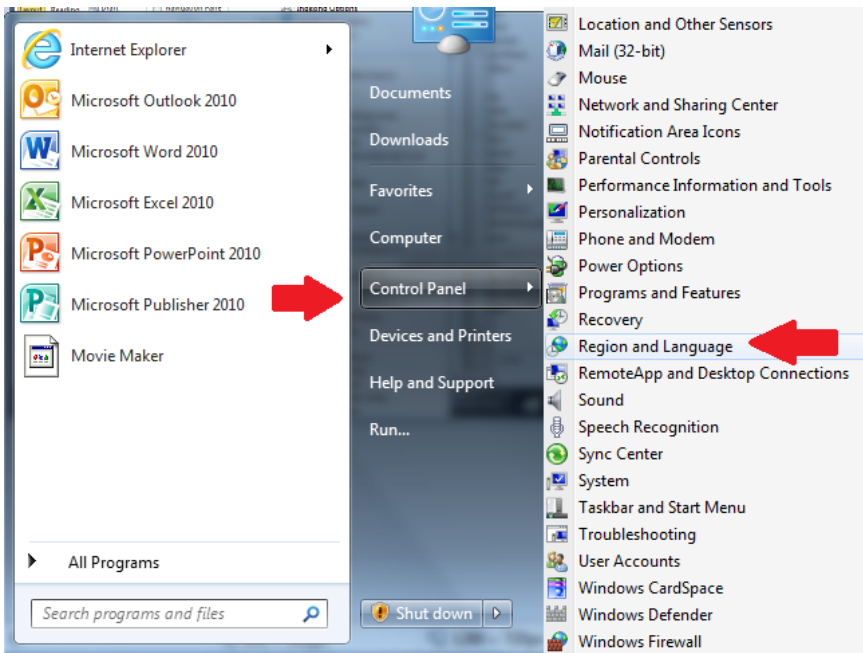 Layout Reading
Indexing Options
Internet Explorer
Microsoft Outlook 2010
Microsoft Word 2010
Microsoft Excel 2010
Microsoft PowerPoint 2010
Microsoft Publisher 2010
Movie Maker
All Programs
Search programs and files
Documents
Downloads
Favorites
Computer
Control Panel
Devices and Printers
Help and Support
Run...
Shut down
Location and Other Sensors
Mail (32-bit)
Mouse
Network and Sharing Center
Notification Area Icons
Parental Controls
Performance Information and Tools
Personalization
Phone and Modem
Power Options
Programs and Features
Recovery
Region and Language
RemoteApp and Desktop Connections
Sound
Speech Recognition
Sync Center
System
Taskbar and Start Menu
Troubleshooting
User Accounts
Windows CardSpace
Windows Defender
Windows Firewall